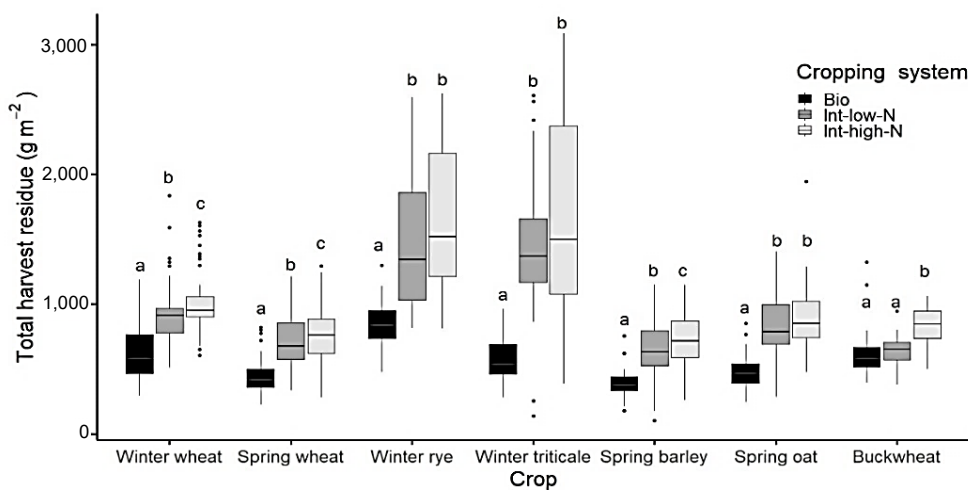 3,000
b
b
b
b
Cropping system
Bio
Int-low-N
Int-high-N
Total harvest residue (g m⁻²)
2,000
b
c
a
c
b
b
b
c
b
b
a
a
a
a
a
a
a
1,000
0
Winter wheat Spring wheat Winter rye Winter triticale Spring barley Spring oat Buckwheat
Crop